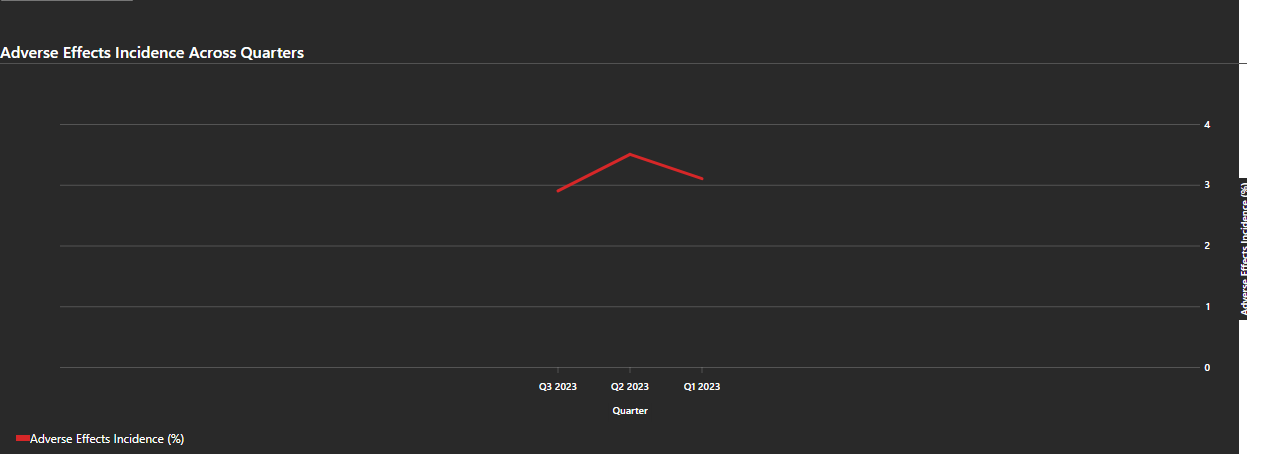 Adverse Effects Incidence Across Quarters
4
3
2
1
0
Adverse Effects Incidence (%)
Q3 2023 Q2 2023 Q1 2023
Quarter
Adverse Effects Incidence (%)